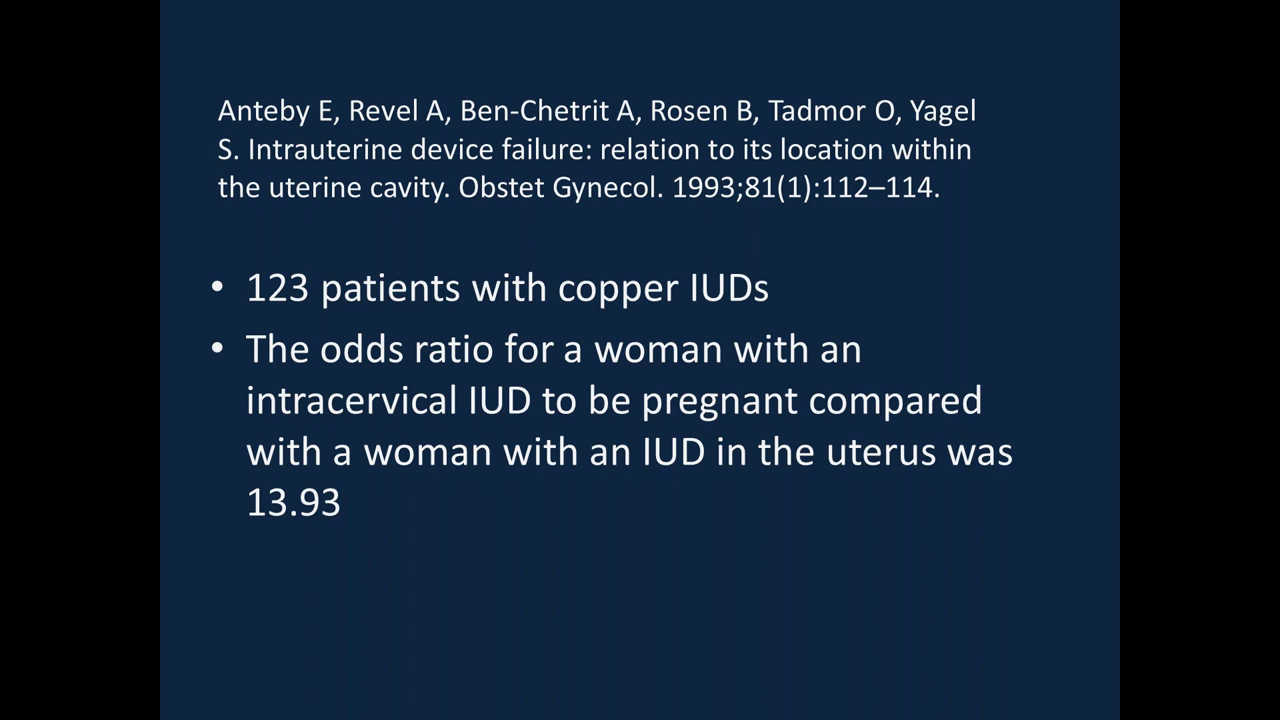 Anteby E, Revel A, Ben-Chetrit A, Rosen B, Tadmor O, Yagel
S. Intrauterine device failure: relation to its location within
the uterine cavity. Obstet Gynecol. 1993;81(1):112–114.
• 123 patients with copper IUDs
• The odds ratio for a woman with an
intracervical IUD to be pregnant compared
with a woman with an IUD in the uterus was
13.93